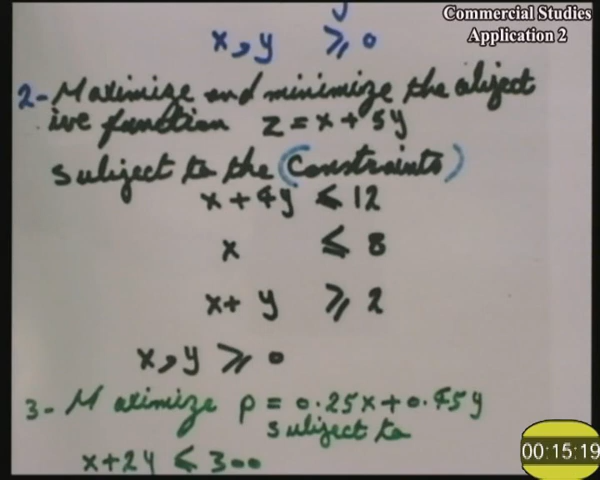 Commercial Studies
Application 2
x, y ≥ 0
2- Maximize and minimize the object
ive function z = x + 5y
subject to the (Constraints)
x + 4y ≤ 12
x ≤ 8
x + y ≥ 2
x, y ≥ 0
3- Maximize p = 0.25x + 0.45y
subject to
x + 2y ≤ 300
00:15:19